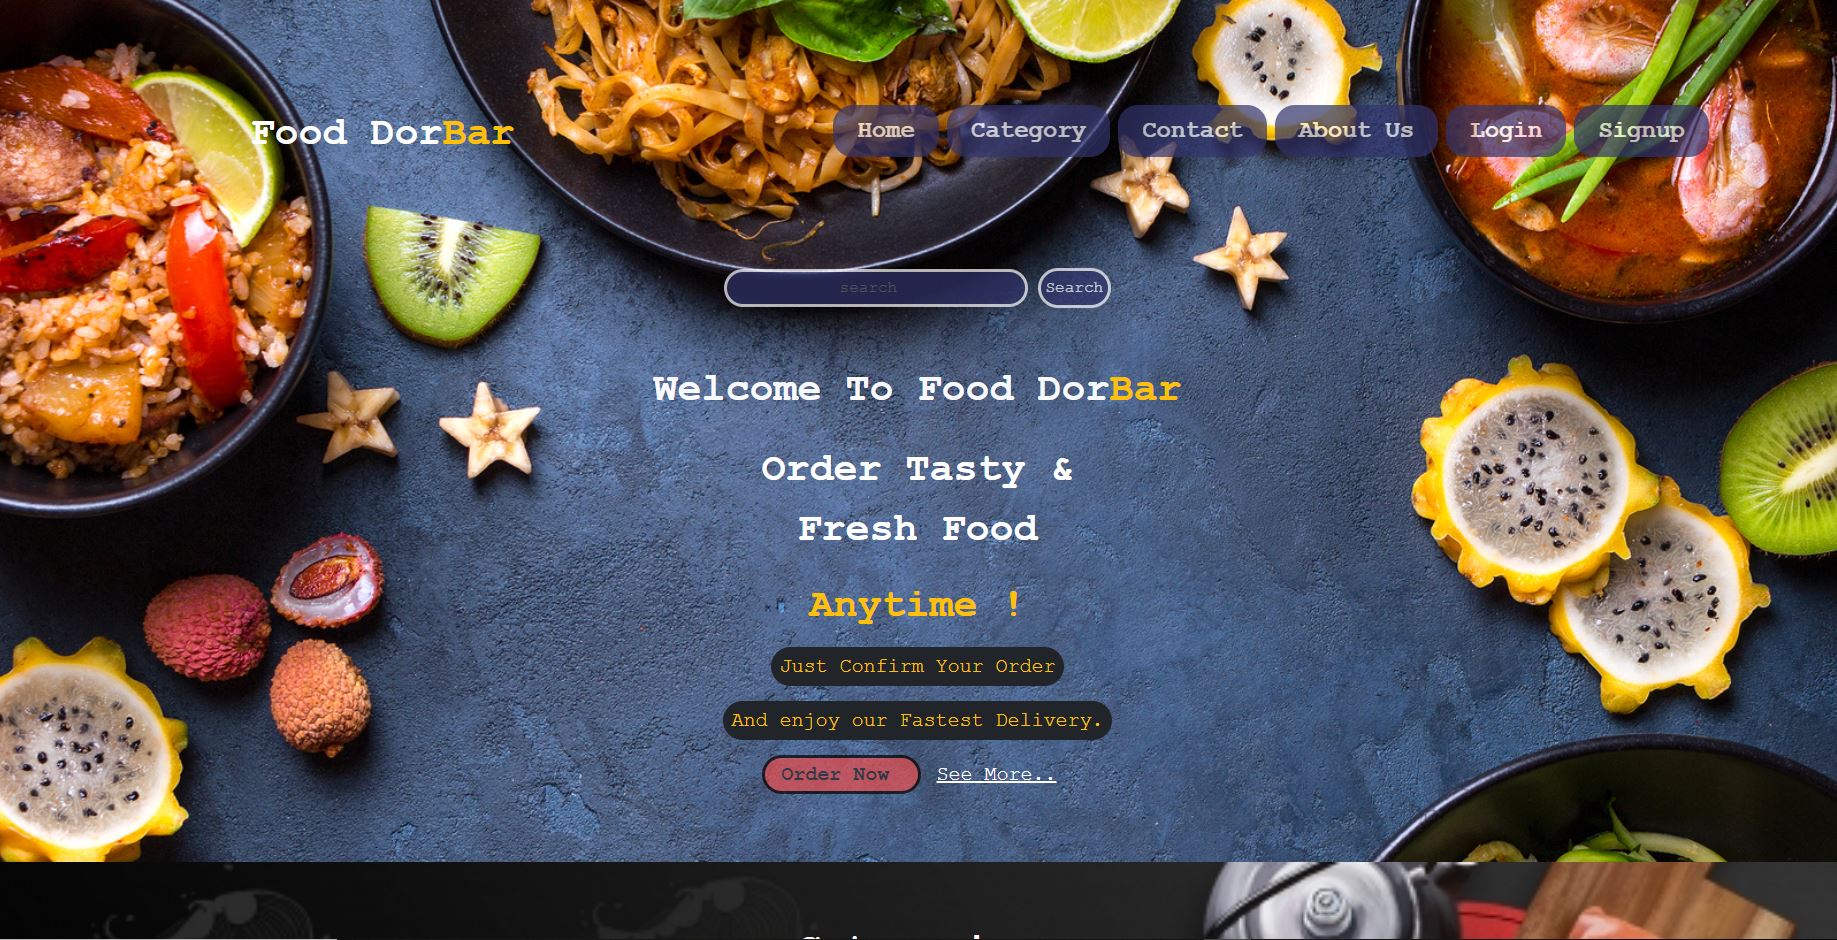 Food DorBar
Home Category Contact About Us Login Signup
search Search
Welcome To Food DorBar
Order Tasty &
Fresh Food
Anytime !
Just Confirm Your Order
And enjoy our Fastest Delivery.
Order Now See More..